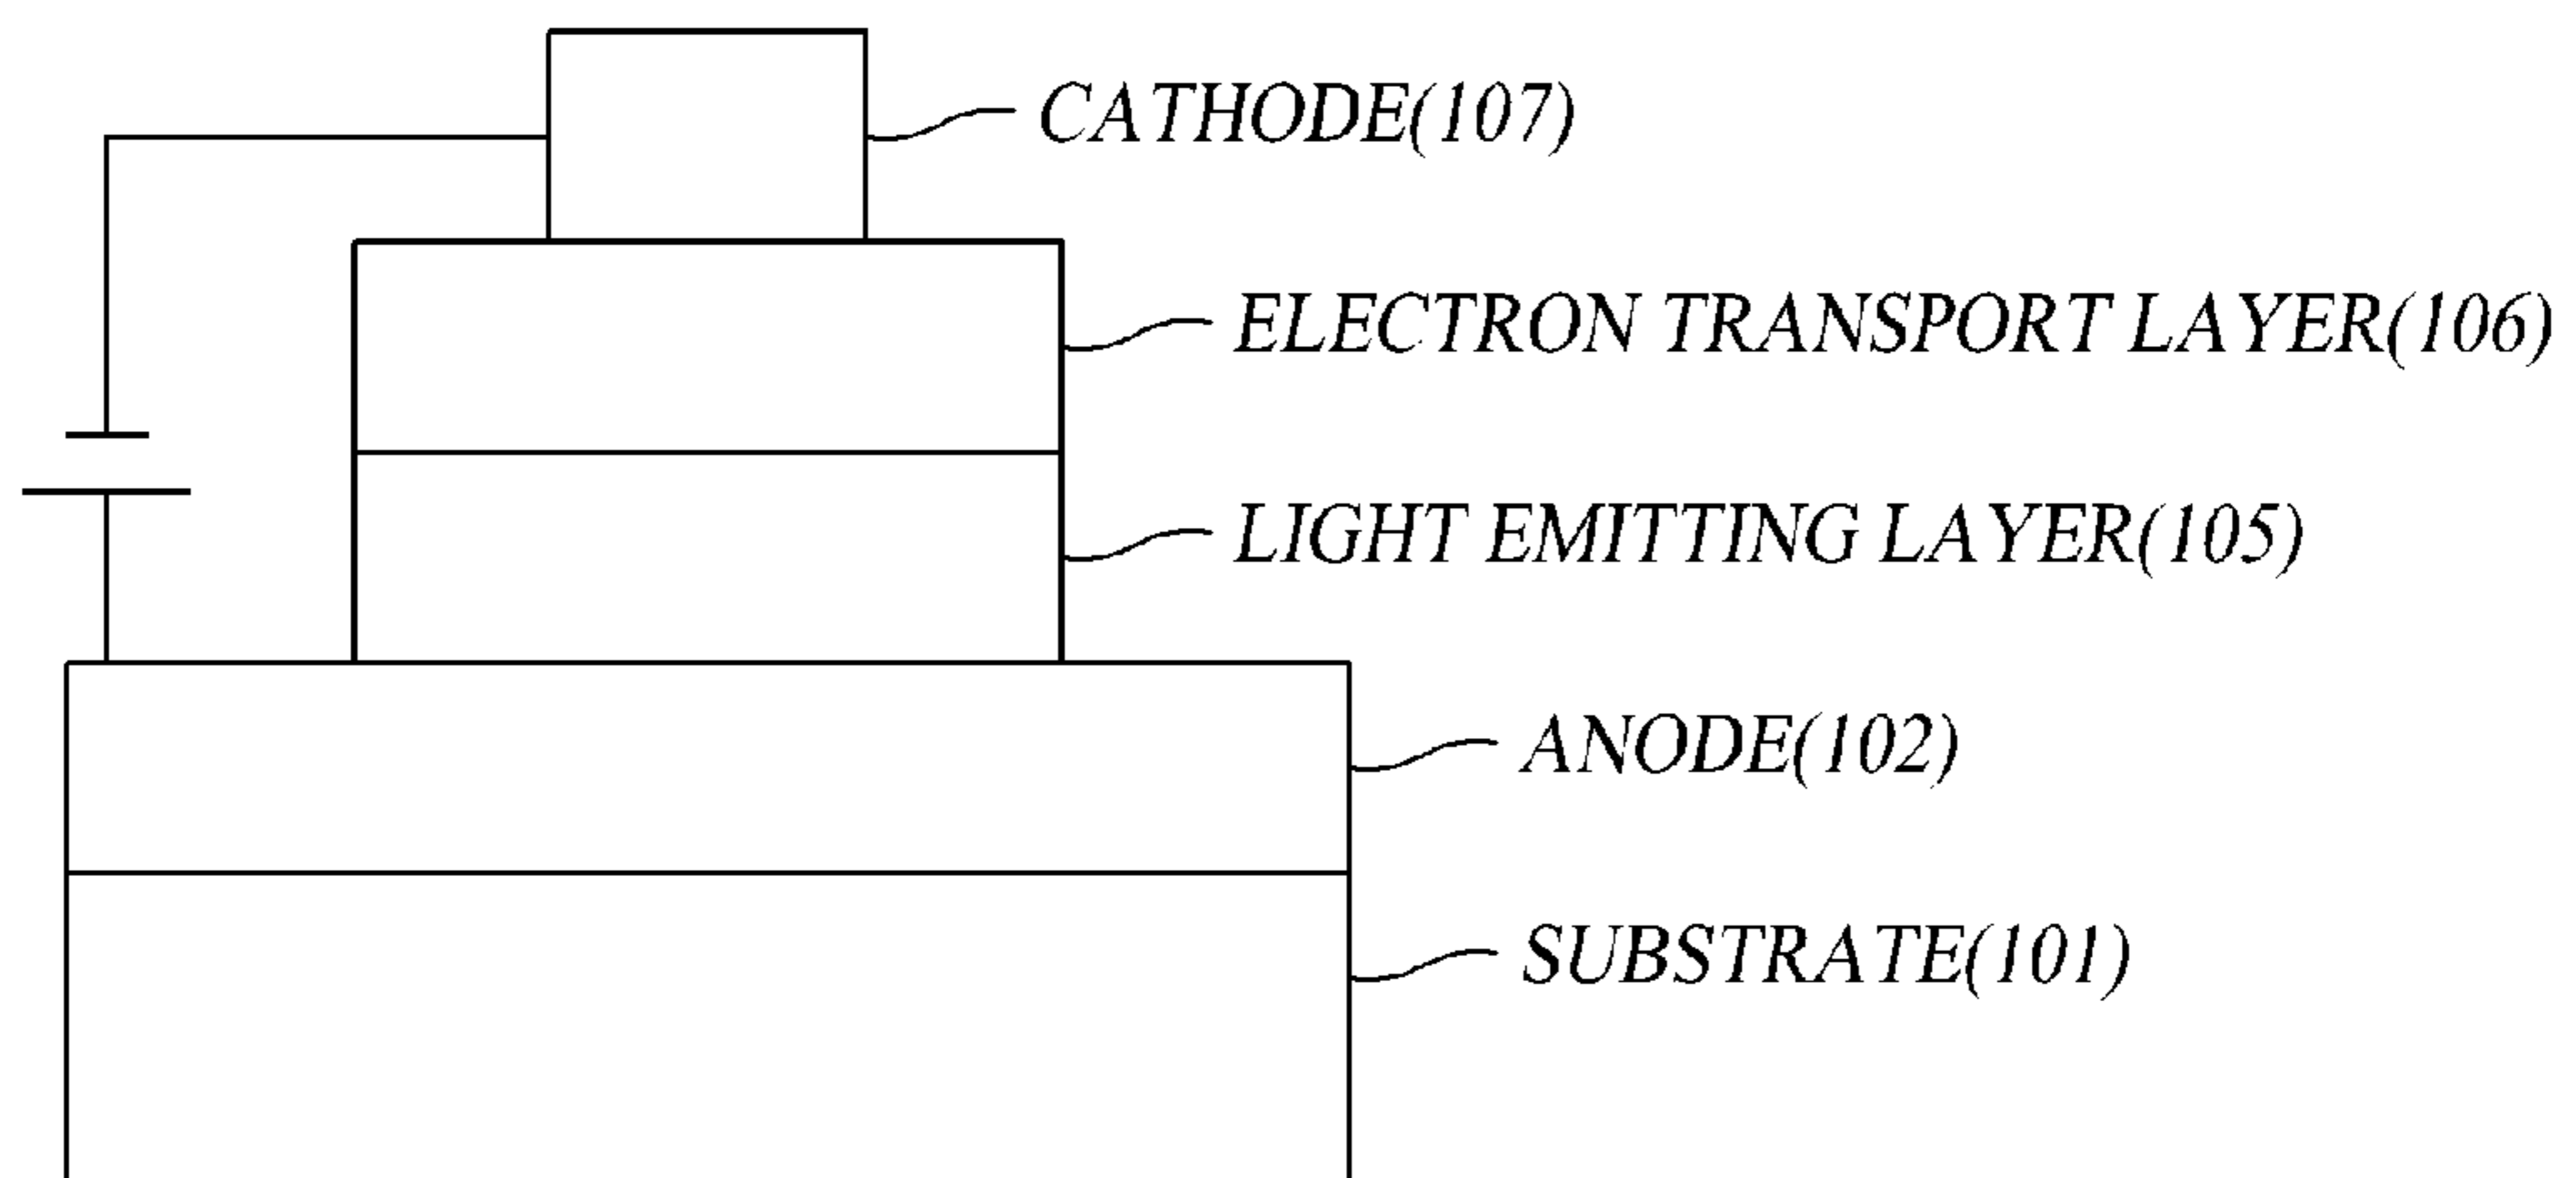 CATHODE(107)
ELECTRON TRANSPORT LAYER(106)
LIGHT EMITTING LAYER(105)
ANODE(102)
SUBSTRATE(101)